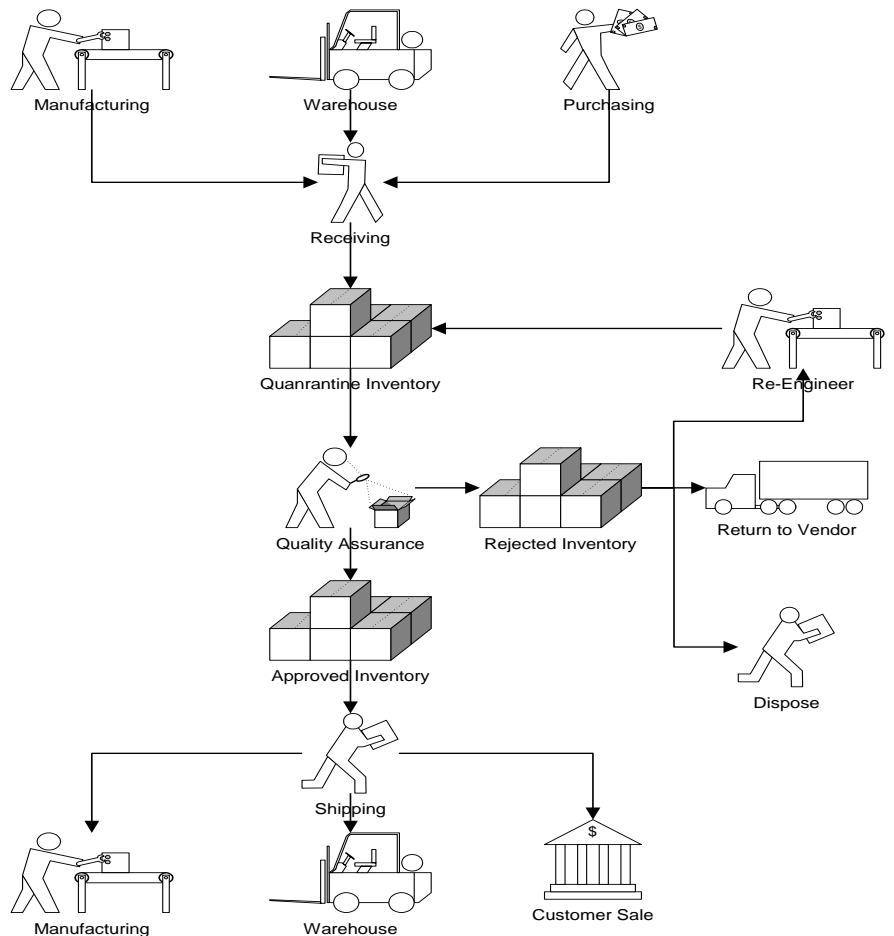 Manufacturing
Warehouse
Purchasing
Receiving
Quanrantine Inventory
Re-Engineer
Quality Assurance
Rejected Inventory
Return to Vendor
Approved Inventory
Dispose
Shipping
$
Manufacturing
Warehouse
Customer Sale